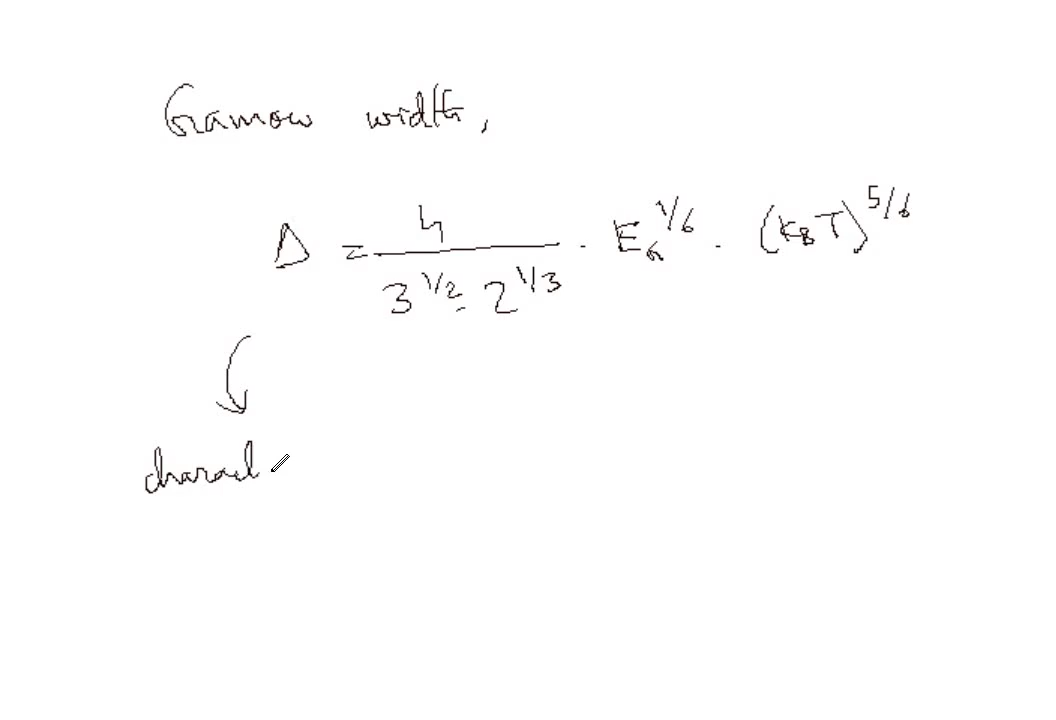 Gamow width,
Δ = 4 / (3^1/2 · 2^1/3) · E_G^1/6 · (k_B T)^5/6
charact